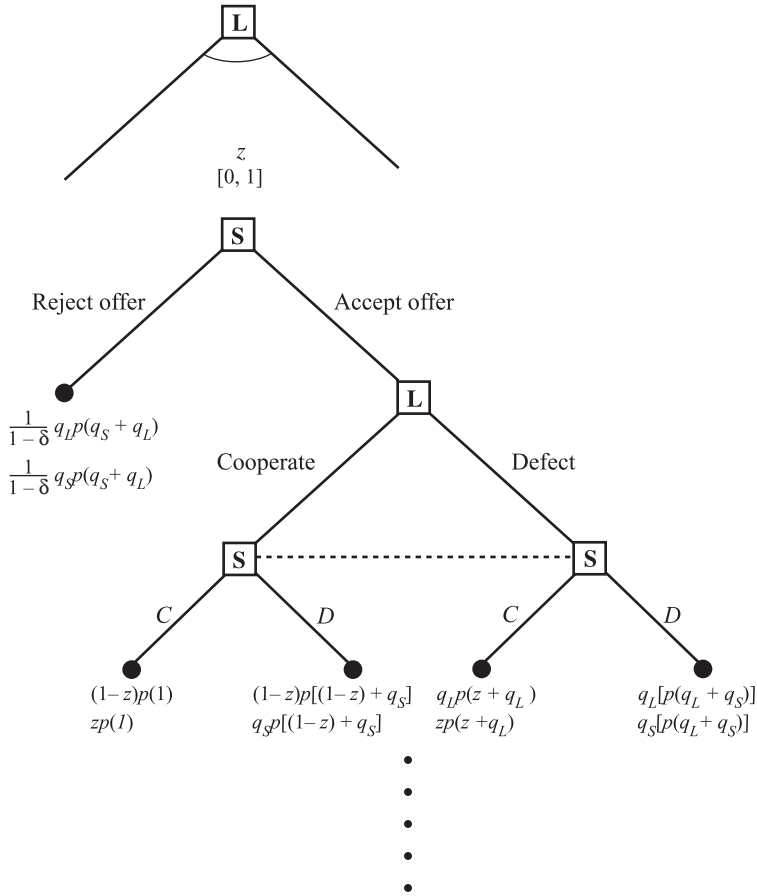 L
z
[0, 1]
S
Reject offer Accept offer
L
1/(1 – δ) q_L p(q_S + q_L)
1/(1 – δ) q_S p(q_S + q_L)
Cooperate Defect
S S
C D C D
(1–z)p(1) (1–z)p[(1–z) + q_S] q_L p(z + q_L ) q_L[p(q_L + q_S)]
zp(1) q_S p[(1–z) + q_S] zp(z +q_L) q_S[p(q_L + q_S)]